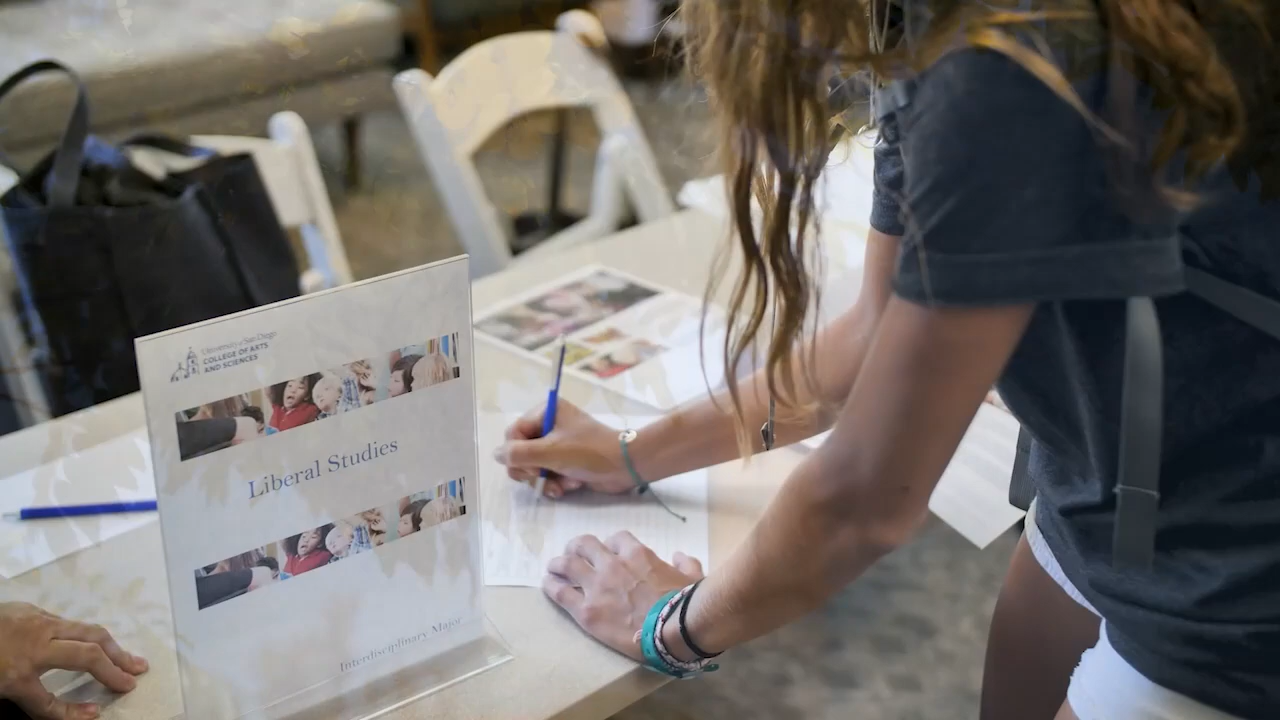 University of San Diego
COLLEGE OF ARTS
AND SCIENCES
Liberal Studies
Interdisciplinary Major